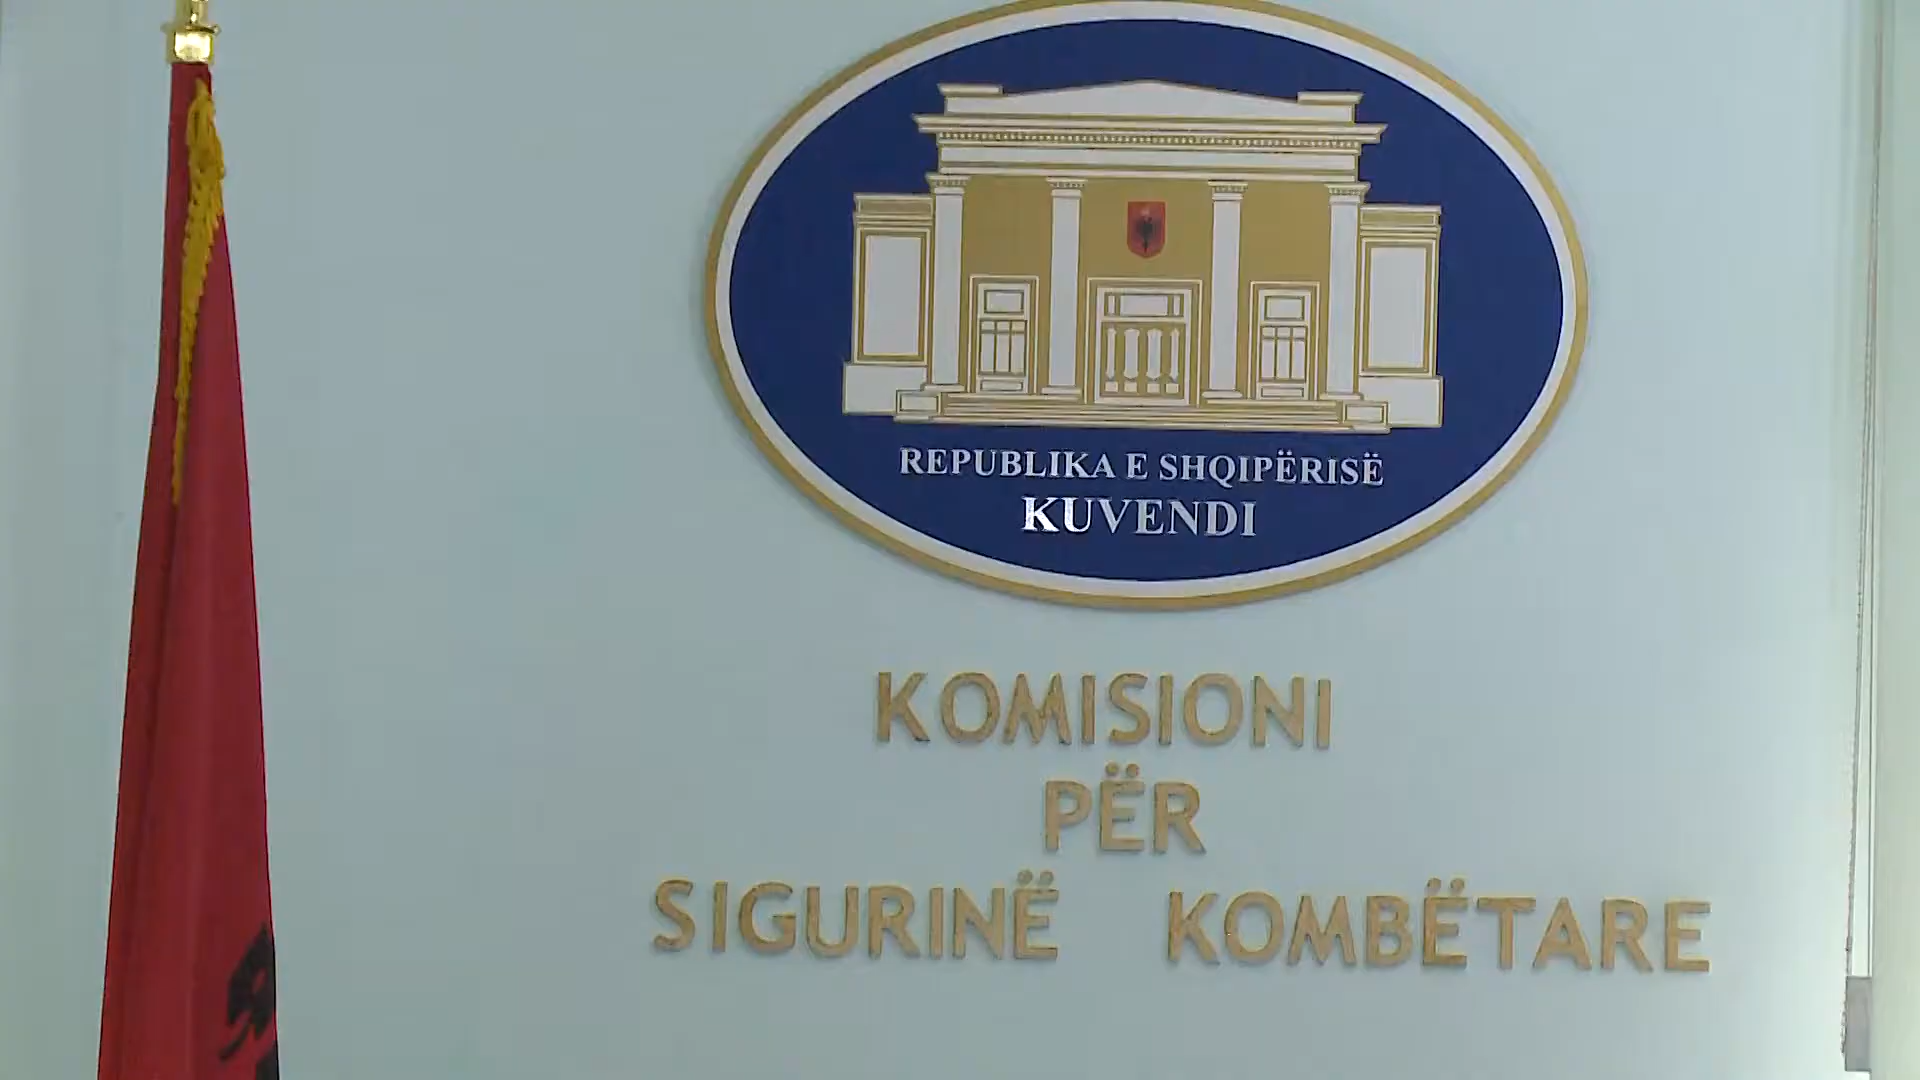 REPUBLIKA E SHQIPËRISË
KUVENDI
KOMISIONI
PËR
SIGURINË KOMBËTARE